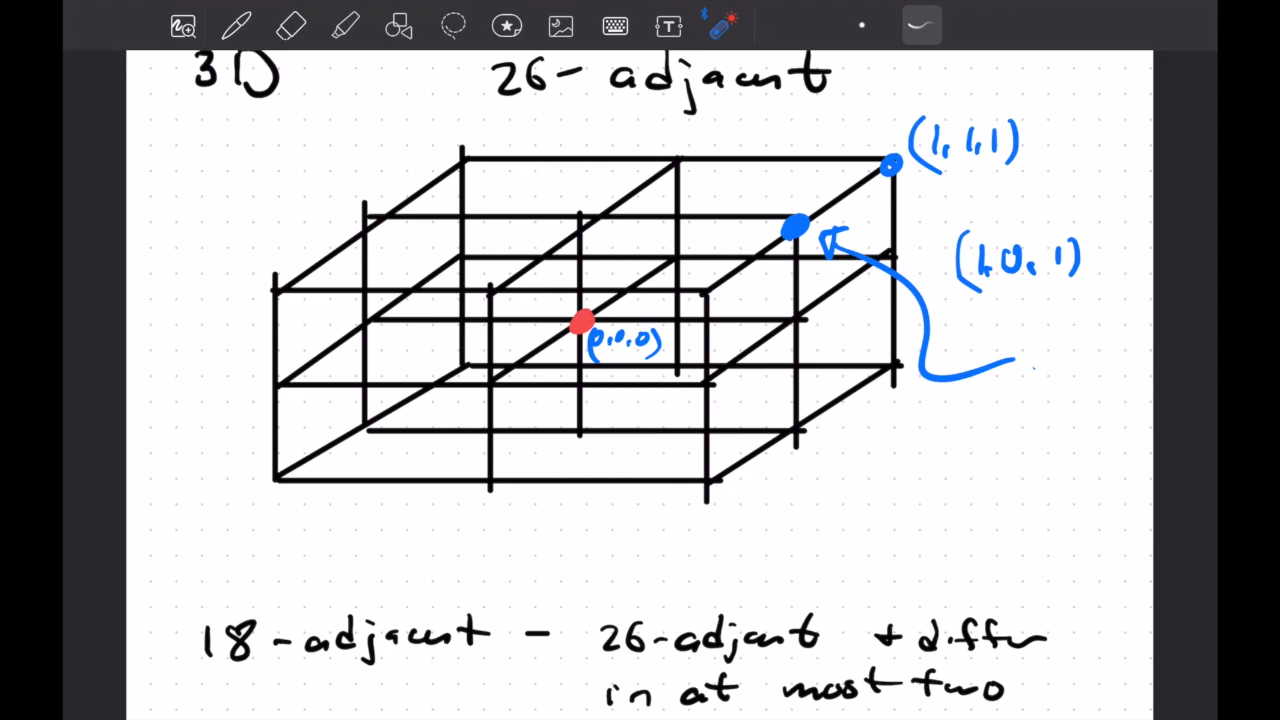 3D 26- adjacent
(1,1,1)
(1,0,1)
(0,0,0)
18-adjacent - 26-adjant + differ
in at most two